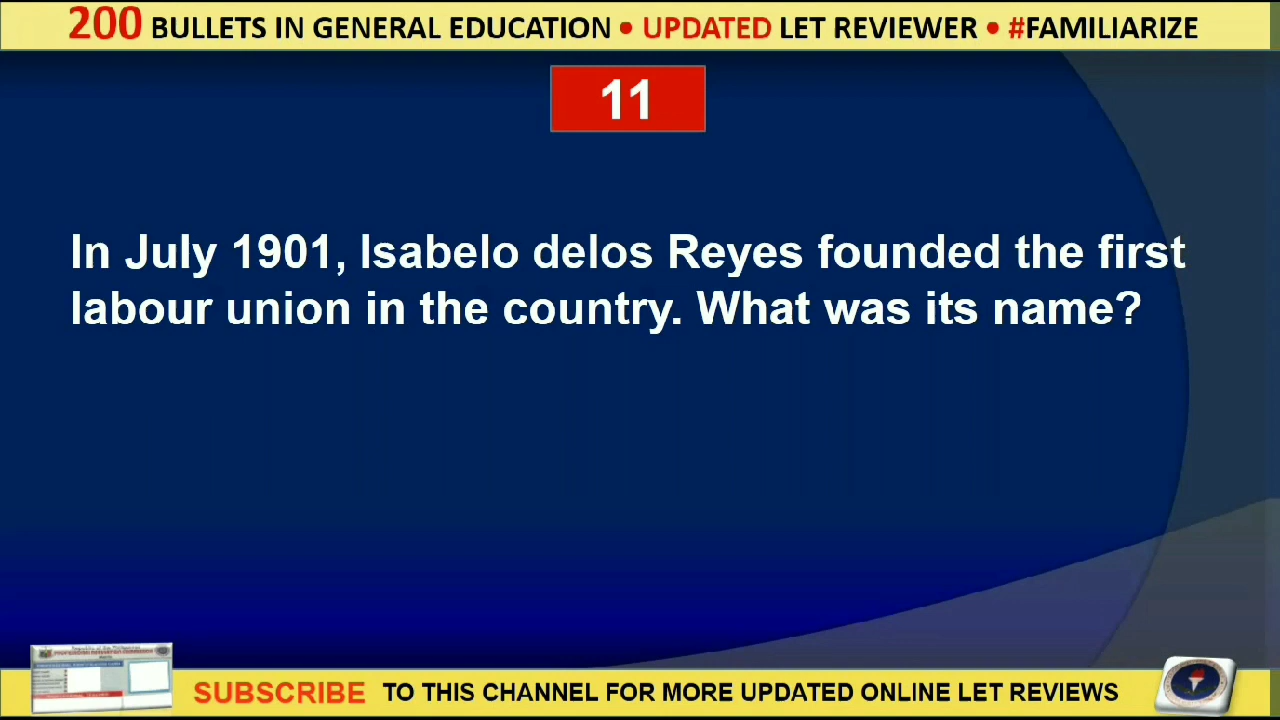 200 BULLETS IN GENERAL EDUCATION • UPDATED LET REVIEWER • #FAMILIARIZE
11
In July 1901, Isabelo delos Reyes founded the first
labour union in the country. What was its name?
SUBSCRIBE TO THIS CHANNEL FOR MORE UPDATED ONLINE LET REVIEWS